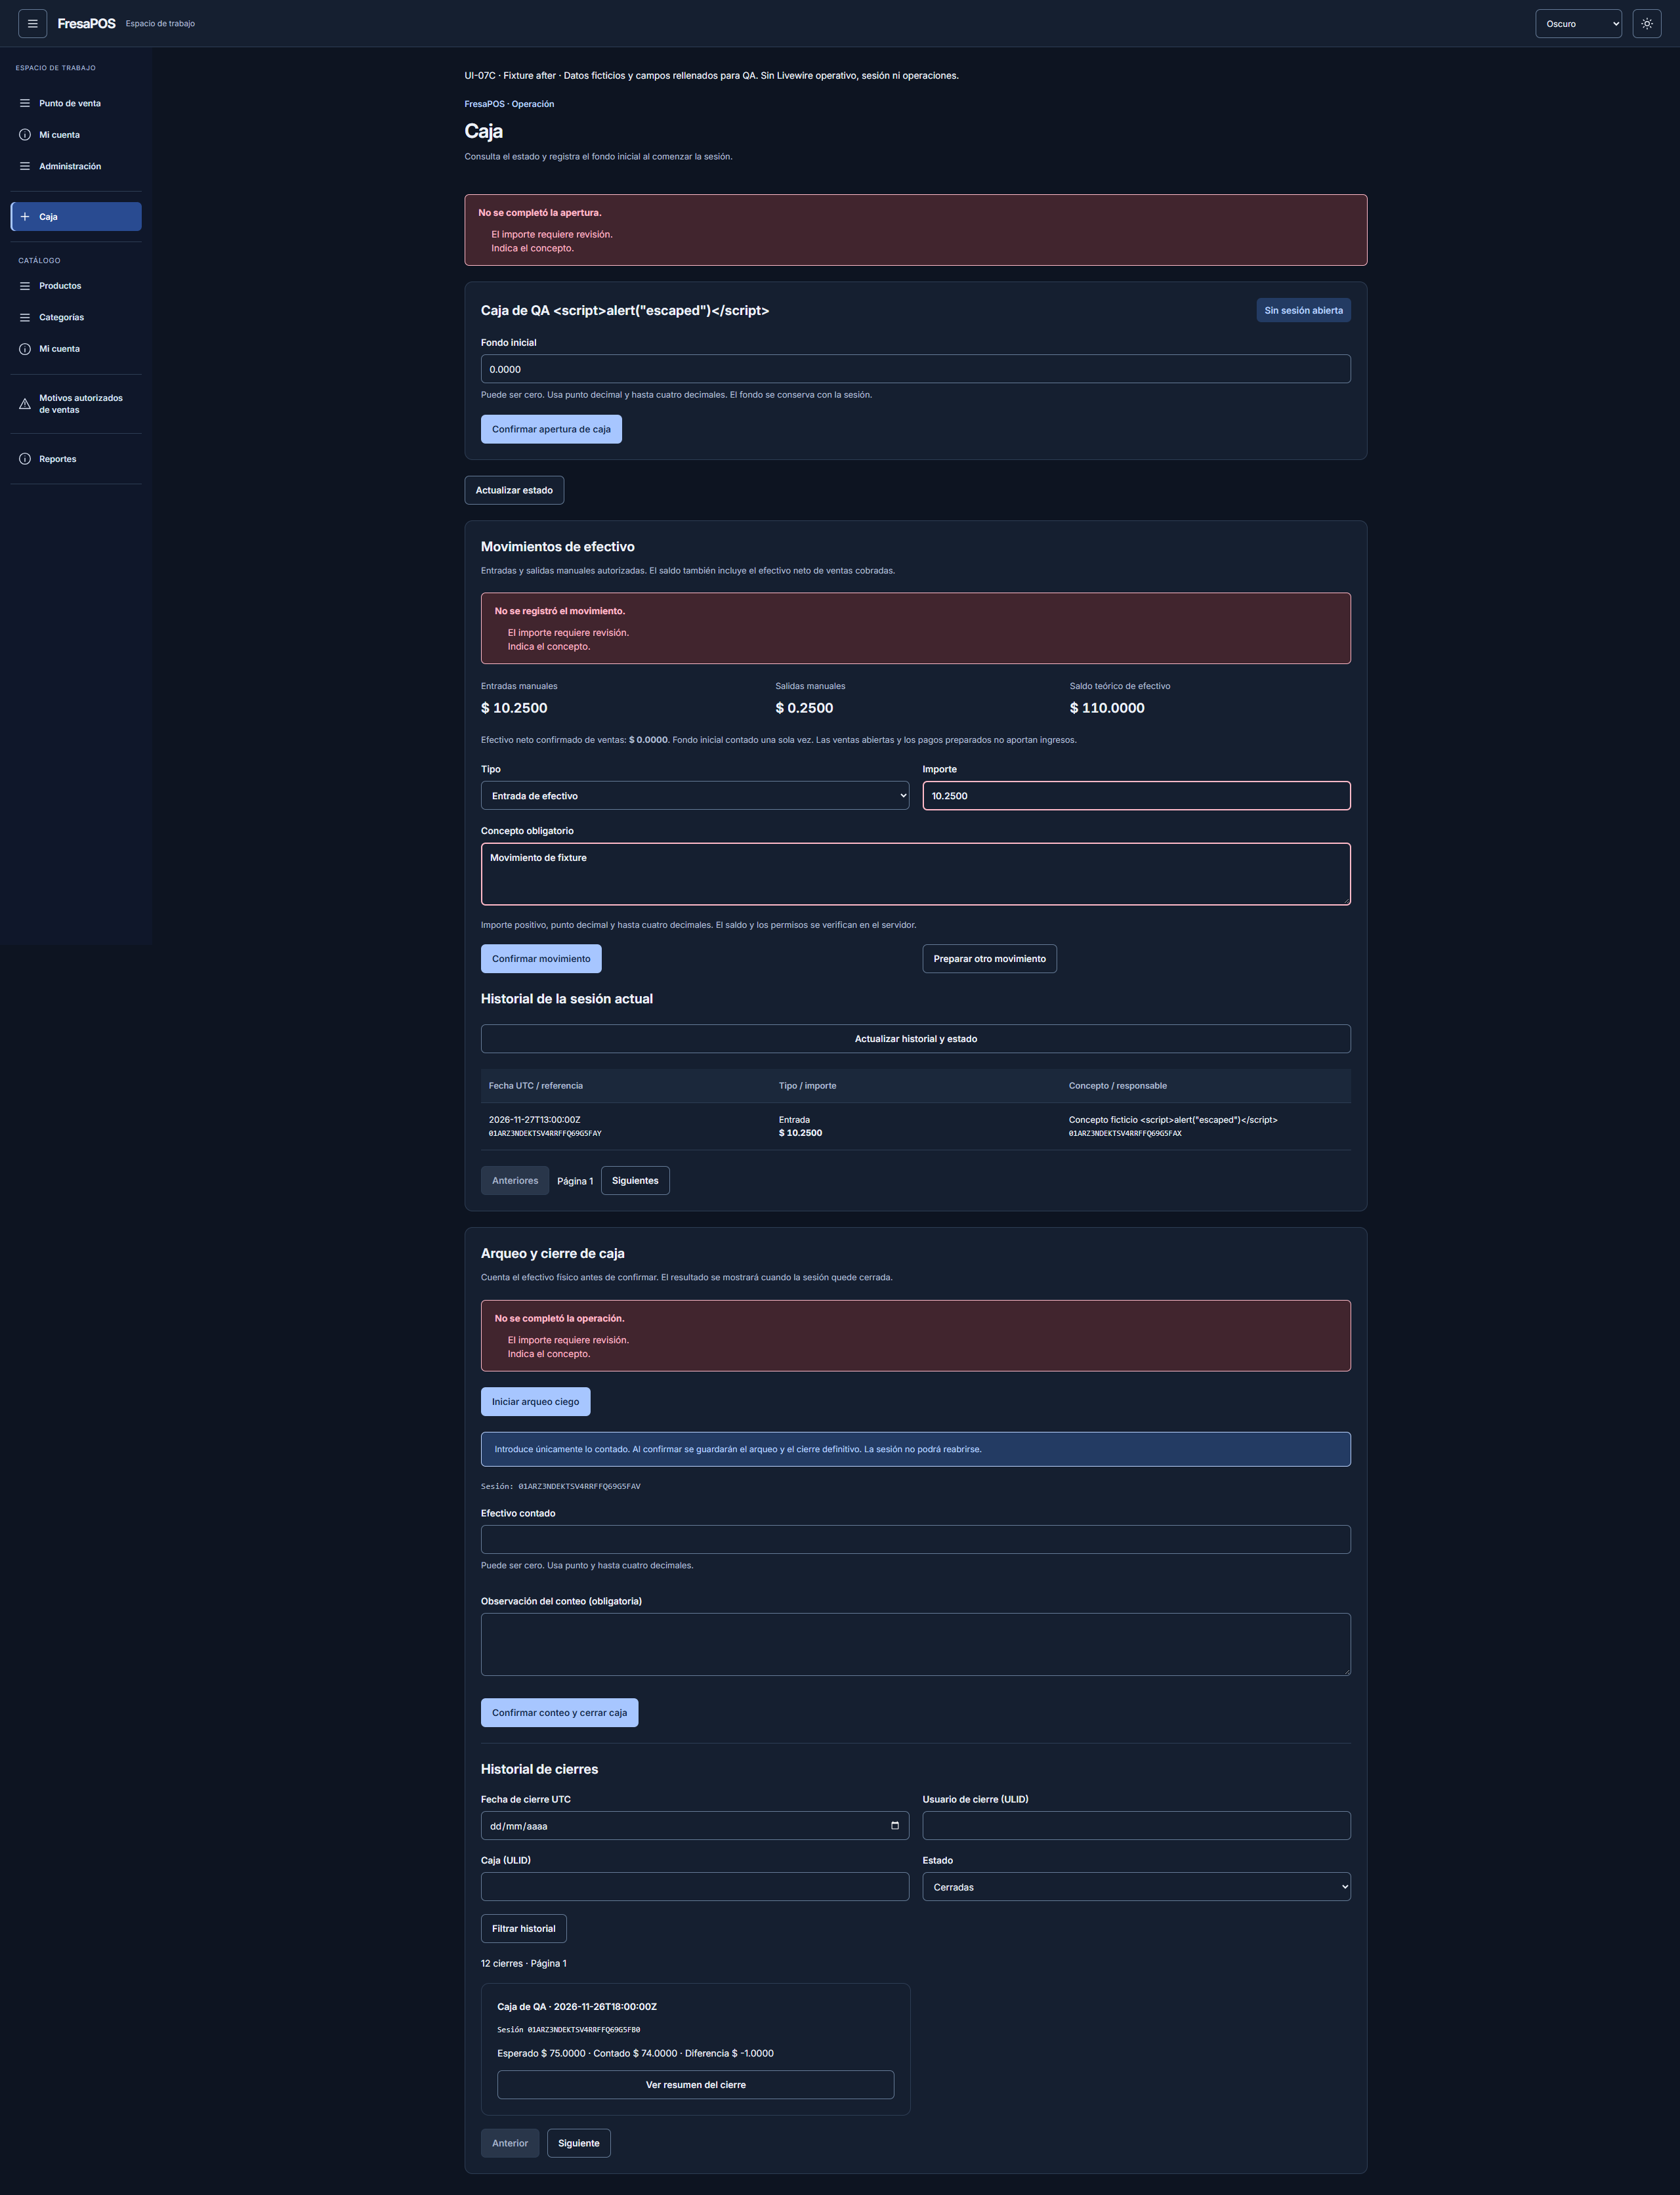 FresaPOS
Espacio de trabajo
Oscuro
ESPACIO DE TRABAJO
Punto de venta
Mi cuenta
Administración
Caja
CATÁLOGO
Productos
Categorías
Mi cuenta
Motivos autorizados
de ventas
Reportes
UI-07C · Fixture after · Datos ficticios y campos rellenados para QA. Sin Livewire operativo, sesión ni operaciones.
FresaPOS · Operación
Caja
Consulta el estado y registra el fondo inicial al comenzar la sesión.
No se completó la apertura.
El importe requiere revisión.
Indica el concepto.
Caja de QA <script>alert("escaped")</script>
Sin sesión abierta
Fondo inicial
0.0000
Puede ser cero. Usa punto decimal y hasta cuatro decimales. El fondo se conserva con la sesión.
Confirmar apertura de caja
Actualizar estado
Movimientos de efectivo
Entradas y salidas manuales autorizadas. El saldo también incluye el efectivo neto de ventas cobradas.
No se registró el movimiento.
El importe requiere revisión.
Indica el concepto.
Entradas manuales
$ 10.2500
Salidas manuales
$ 0.2500
Saldo teórico de efectivo
$ 110.0000
Efectivo neto confirmado de ventas: $ 0.0000. Fondo inicial contado una sola vez. Las ventas abiertas y los pagos preparados no aportan ingresos.
Tipo
Entrada de efectivo
Importe
10.2500
Concepto obligatorio
Movimiento de fixture
Importe positivo, punto decimal y hasta cuatro decimales. El saldo y los permisos se verifican en el servidor.
Confirmar movimiento
Preparar otro movimiento
Historial de la sesión actual
Actualizar historial y estado
Fecha UTC / referencia
Tipo / importe
Concepto / responsable
2026-11-27T13:00:00Z
01ARZ3NDEKTSV4RRFFQ69G5FAY
Entrada
$ 10.2500
Concepto ficticio <script>alert("escaped")</script>
01ARZ3NDEKTSV4RRFFQ69G5FAX
Anteriores
Página 1
Siguientes
Arqueo y cierre de caja
Cuenta el efectivo físico antes de confirmar. El resultado se mostrará cuando la sesión quede cerrada.
No se completó la operación.
El importe requiere revisión.
Indica el concepto.
Iniciar arqueo ciego
Introduce únicamente lo contado. Al confirmar se guardarán el arqueo y el cierre definitivo. La sesión no podrá reabrirse.
Sesión: 01ARZ3NDEKTSV4RRFFQ69G5FAV
Efectivo contado
Puede ser cero. Usa punto y hasta cuatro decimales.
Observación del conteo (obligatoria)
Confirmar conteo y cerrar caja
Historial de cierres
Fecha de cierre UTC
dd/mm/aaaa
Usuario de cierre (ULID)
Caja (ULID)
Estado
Cerradas
Filtrar historial
12 cierres · Página 1
Caja de QA · 2026-11-26T18:00:00Z
Sesión 01ARZ3NDEKTSV4RRFFQ69G5FB0
Esperado $ 75.0000 · Contado $ 74.0000 · Diferencia $ -1.0000
Ver resumen del cierre
Anterior
Siguiente